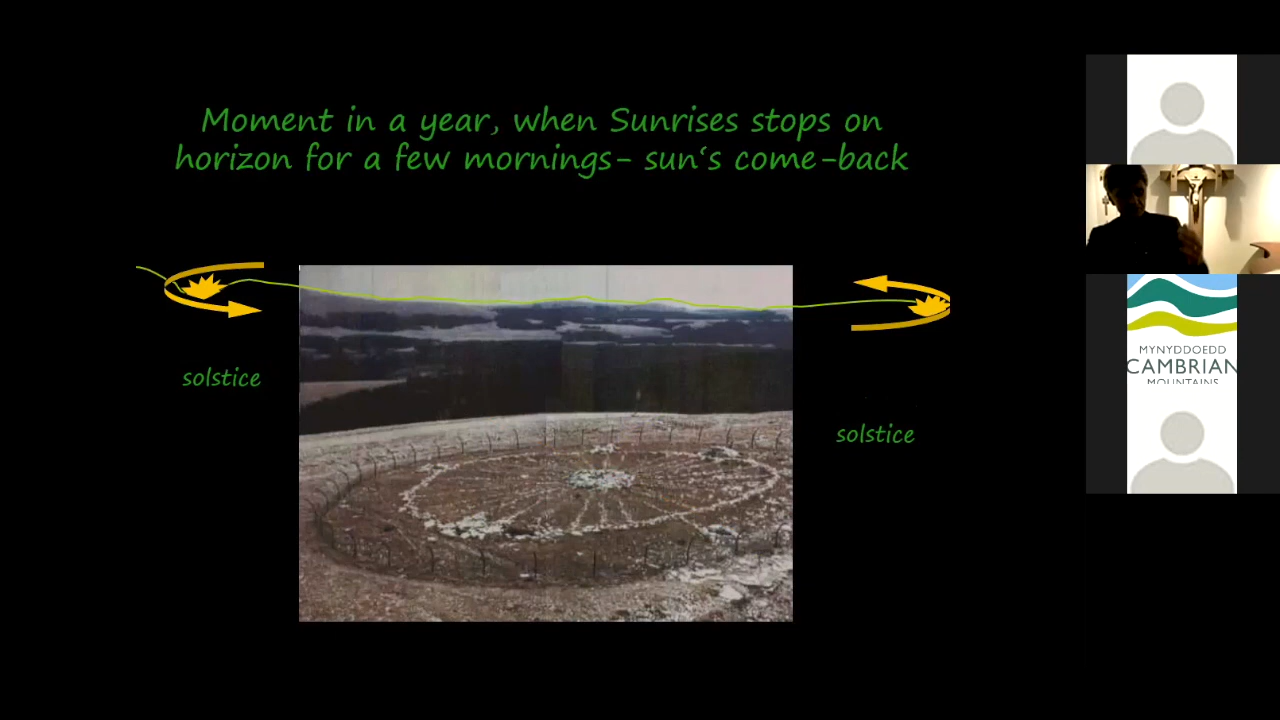 Moment in a year, when Sunrises stops on
horizon for a few mornings- sun‘s come-back
solstice
solstice
MYNYDDOEDD
CAMBRIAN
MOUNTAINS